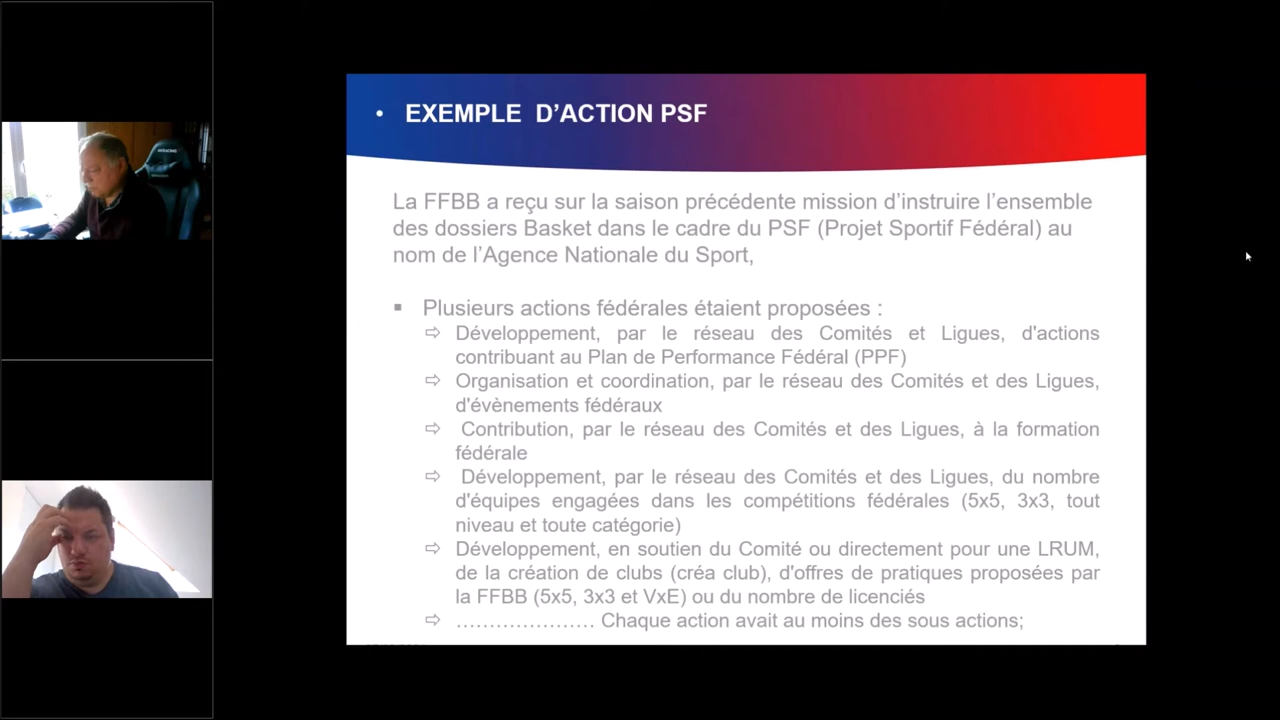 • EXEMPLE D’ACTION PSF
La FFBB a reçu sur la saison précédente mission d’instruire l’ensemble
des dossiers Basket dans le cadre du PSF (Projet Sportif Fédéral) au
nom de l’Agence Nationale du Sport,
▪ Plusieurs actions fédérales étaient proposées :
⇨ Développement, par le réseau des Comités et Ligues, d'actions
contribuant au Plan de Performance Fédéral (PPF)
⇨ Organisation et coordination, par le réseau des Comités et des Ligues,
d'évènements fédéraux
⇨ Contribution, par le réseau des Comités et des Ligues, à la formation
fédérale
⇨ Développement, par le réseau des Comités et des Ligues, du nombre
d'équipes engagées dans les compétitions fédérales (5x5, 3x3, tout
niveau et toute catégorie)
⇨ Développement, en soutien du Comité ou directement pour une LRUM,
de la création de clubs (créa club), d'offres de pratiques proposées par
la FFBB (5x5, 3x3 et VxE) ou du nombre de licenciés
⇨ ………………… Chaque action avait au moins des sous actions;